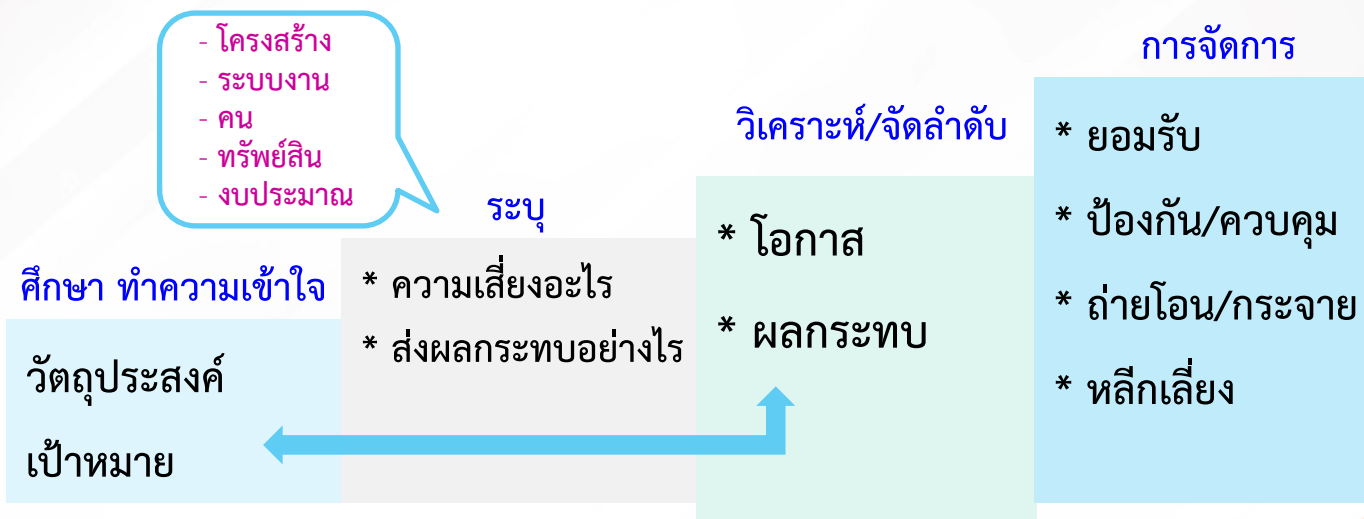 - โครงสร้าง
- ระบบงาน
- คน
- ทรัพย์สิน
- งบประมาณ
ศึกษา ทำความเข้าใจ
วัตถุประสงค์
เป้าหมาย
ระบุ
* ความเสี่ยงอะไร
* ส่งผลกระทบอย่างไร
วิเคราะห์/จัดลำดับ
* โอกาส
* ผลกระทบ
การจัดการ
* ยอมรับ
* ป้องกัน/ควบคุม
* ถ่ายโอน/กระจาย
* หลีกเลี่ยง